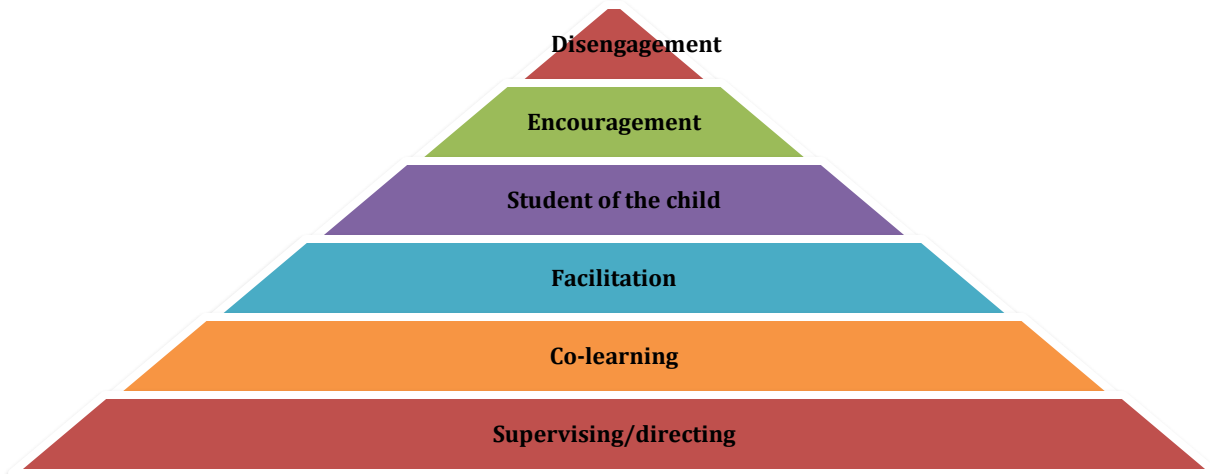 Disengagement
Encouragement
Student of the child
Facilitation
Co-learning
Supervising/directing